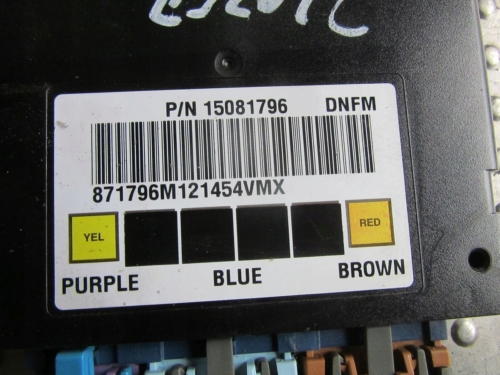 P/N 15081796 DNFM
871796M121454VMX
YEL RED
PURPLE BLUE BROWN